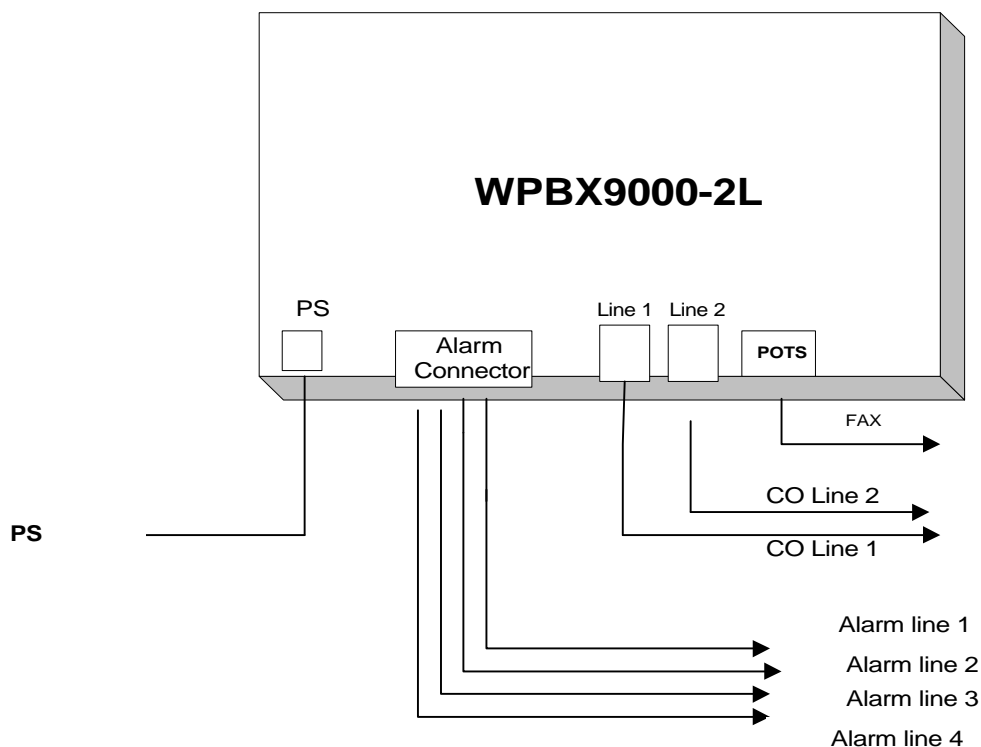 WPBX9000-2L
PS
Alarm
Connector
Line 1
Line 2
POTS
FAX
CO Line 2
PS
CO Line 1
Alarm line 1
Alarm line 2
Alarm line 3
Alarm line 4